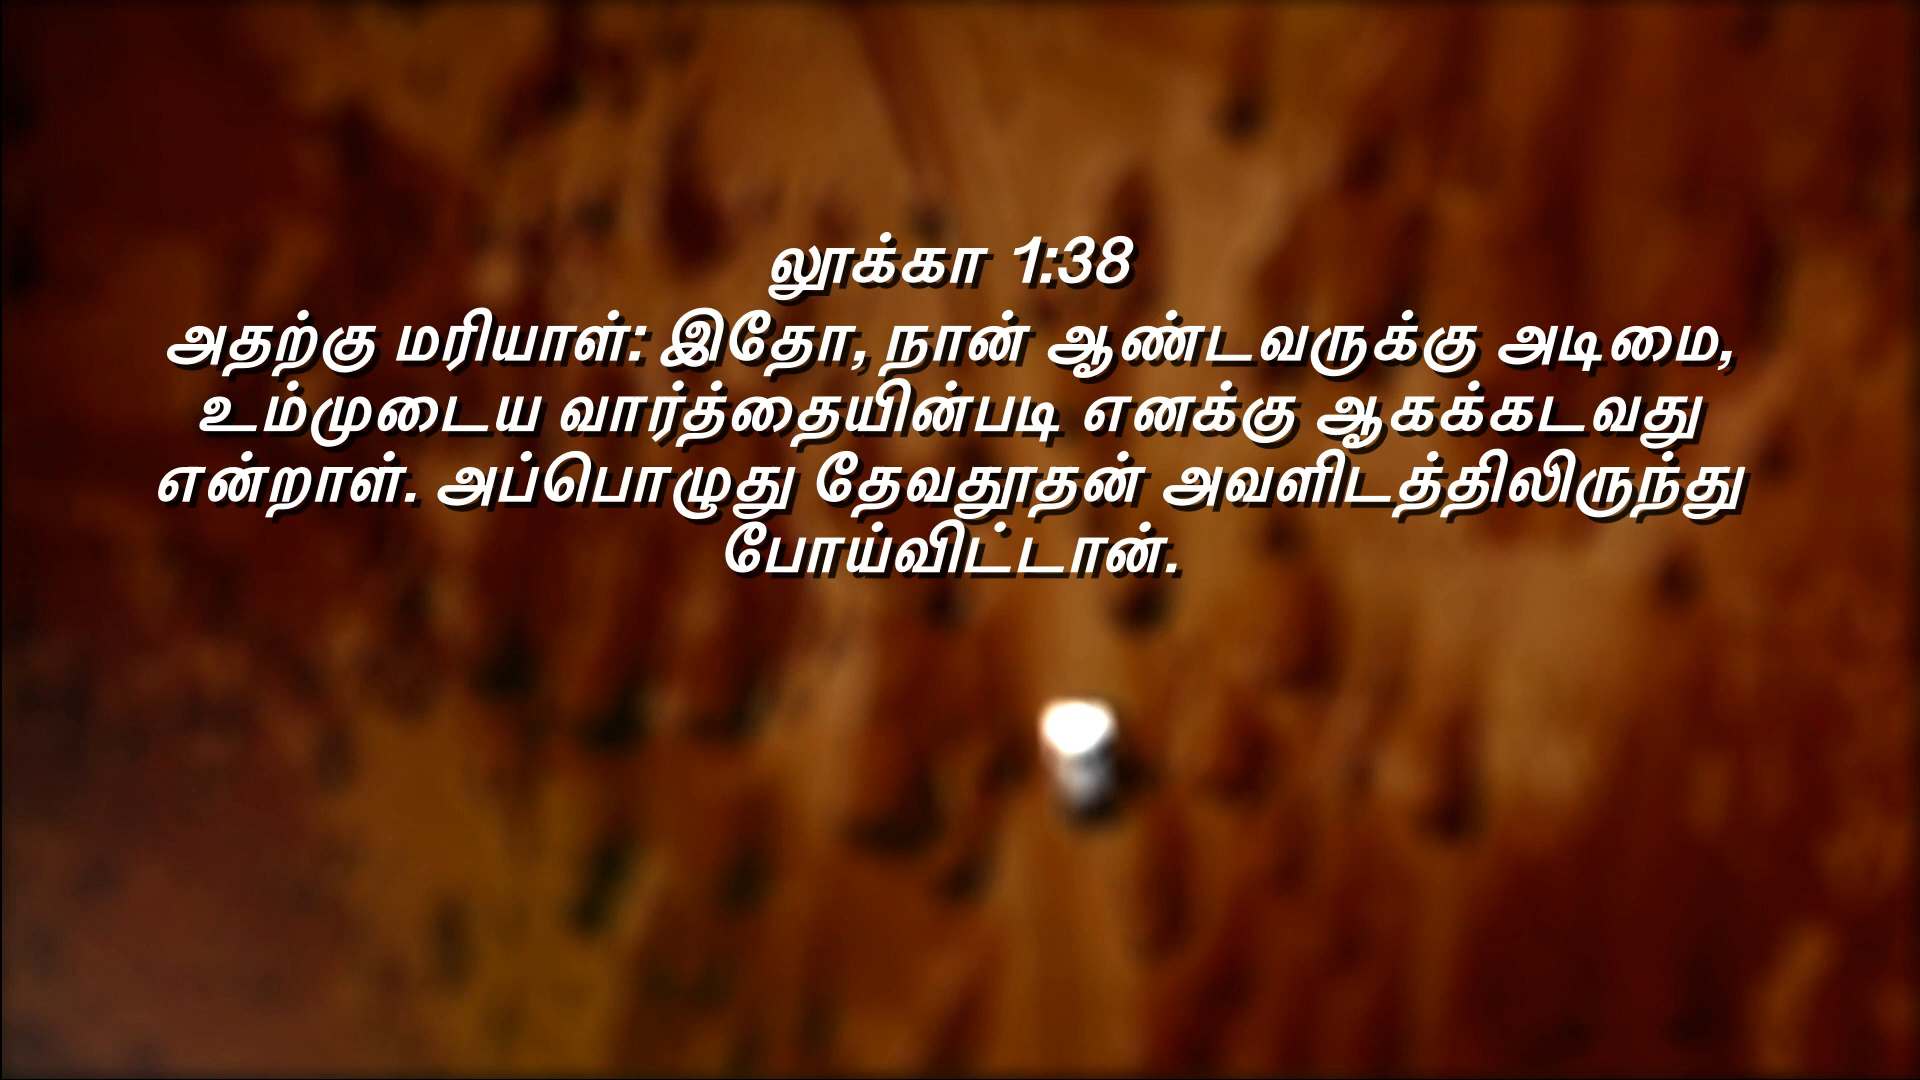 லூக்கா 1:38
அதற்கு மரியாள்: இதோ, நான் ஆண்டவருக்கு அடிமை,
உம்முடைய வார்த்தையின்படி எனக்கு ஆகக்கடவது
என்றாள். அப்பொழுது தேவதூதன் அவளிடத்திலிருந்து
போய்விட்டான்.